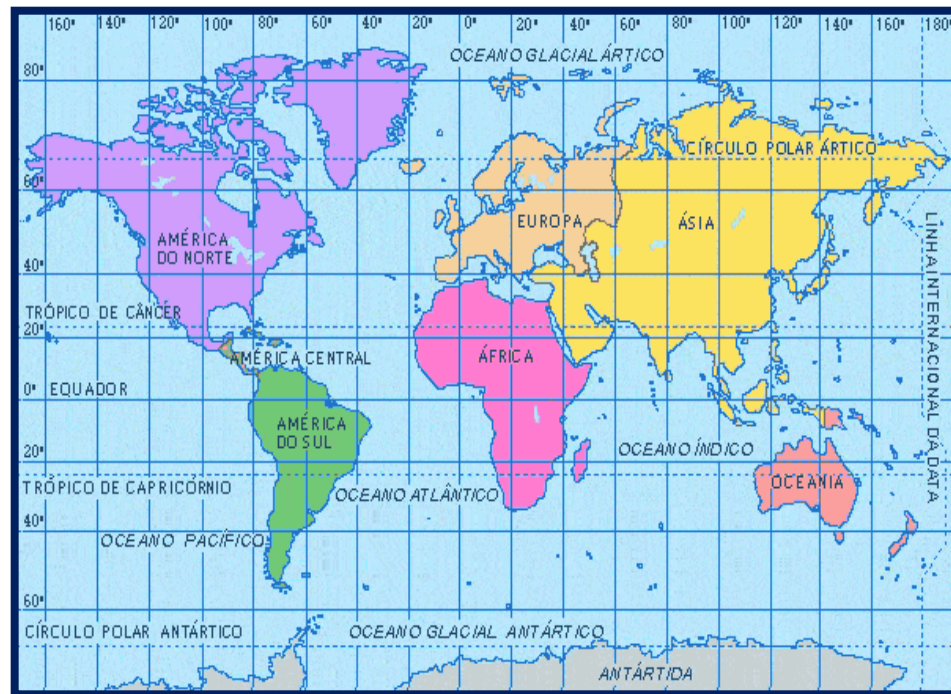 160° 140° 120° 100° 80° 60° 40° 20° 0° 20° 40° 60° 80° 100° 120° 140° 160° 180°
OCEANO GLACIAL ÁRTICO
80°
CÍRCULO POLAR ÁRTICO
60°
EUROPA
ÁSIA
AMÉRICA
DO NORTE
LINHA INTERNACIONAL DA DATA
40°
TRÓPICO DE CÂNCÉR
20°
AMÉRICA CENTRAL
ÁFRICA
0° EQUADOR
AMÉRICA
DO SUL
OCEANO ÍNDICO
20°
TRÓPICO DE CAPRICÓRNIO
OCEANO ATLÂNTICO
OCEANIA
40°
OCEANO PACÍFICO
60°
CÍRCULO POLAR ANTÁRTICO
OCEANO GLACIAL ANTÁRTICO
ANTÁRTIDA